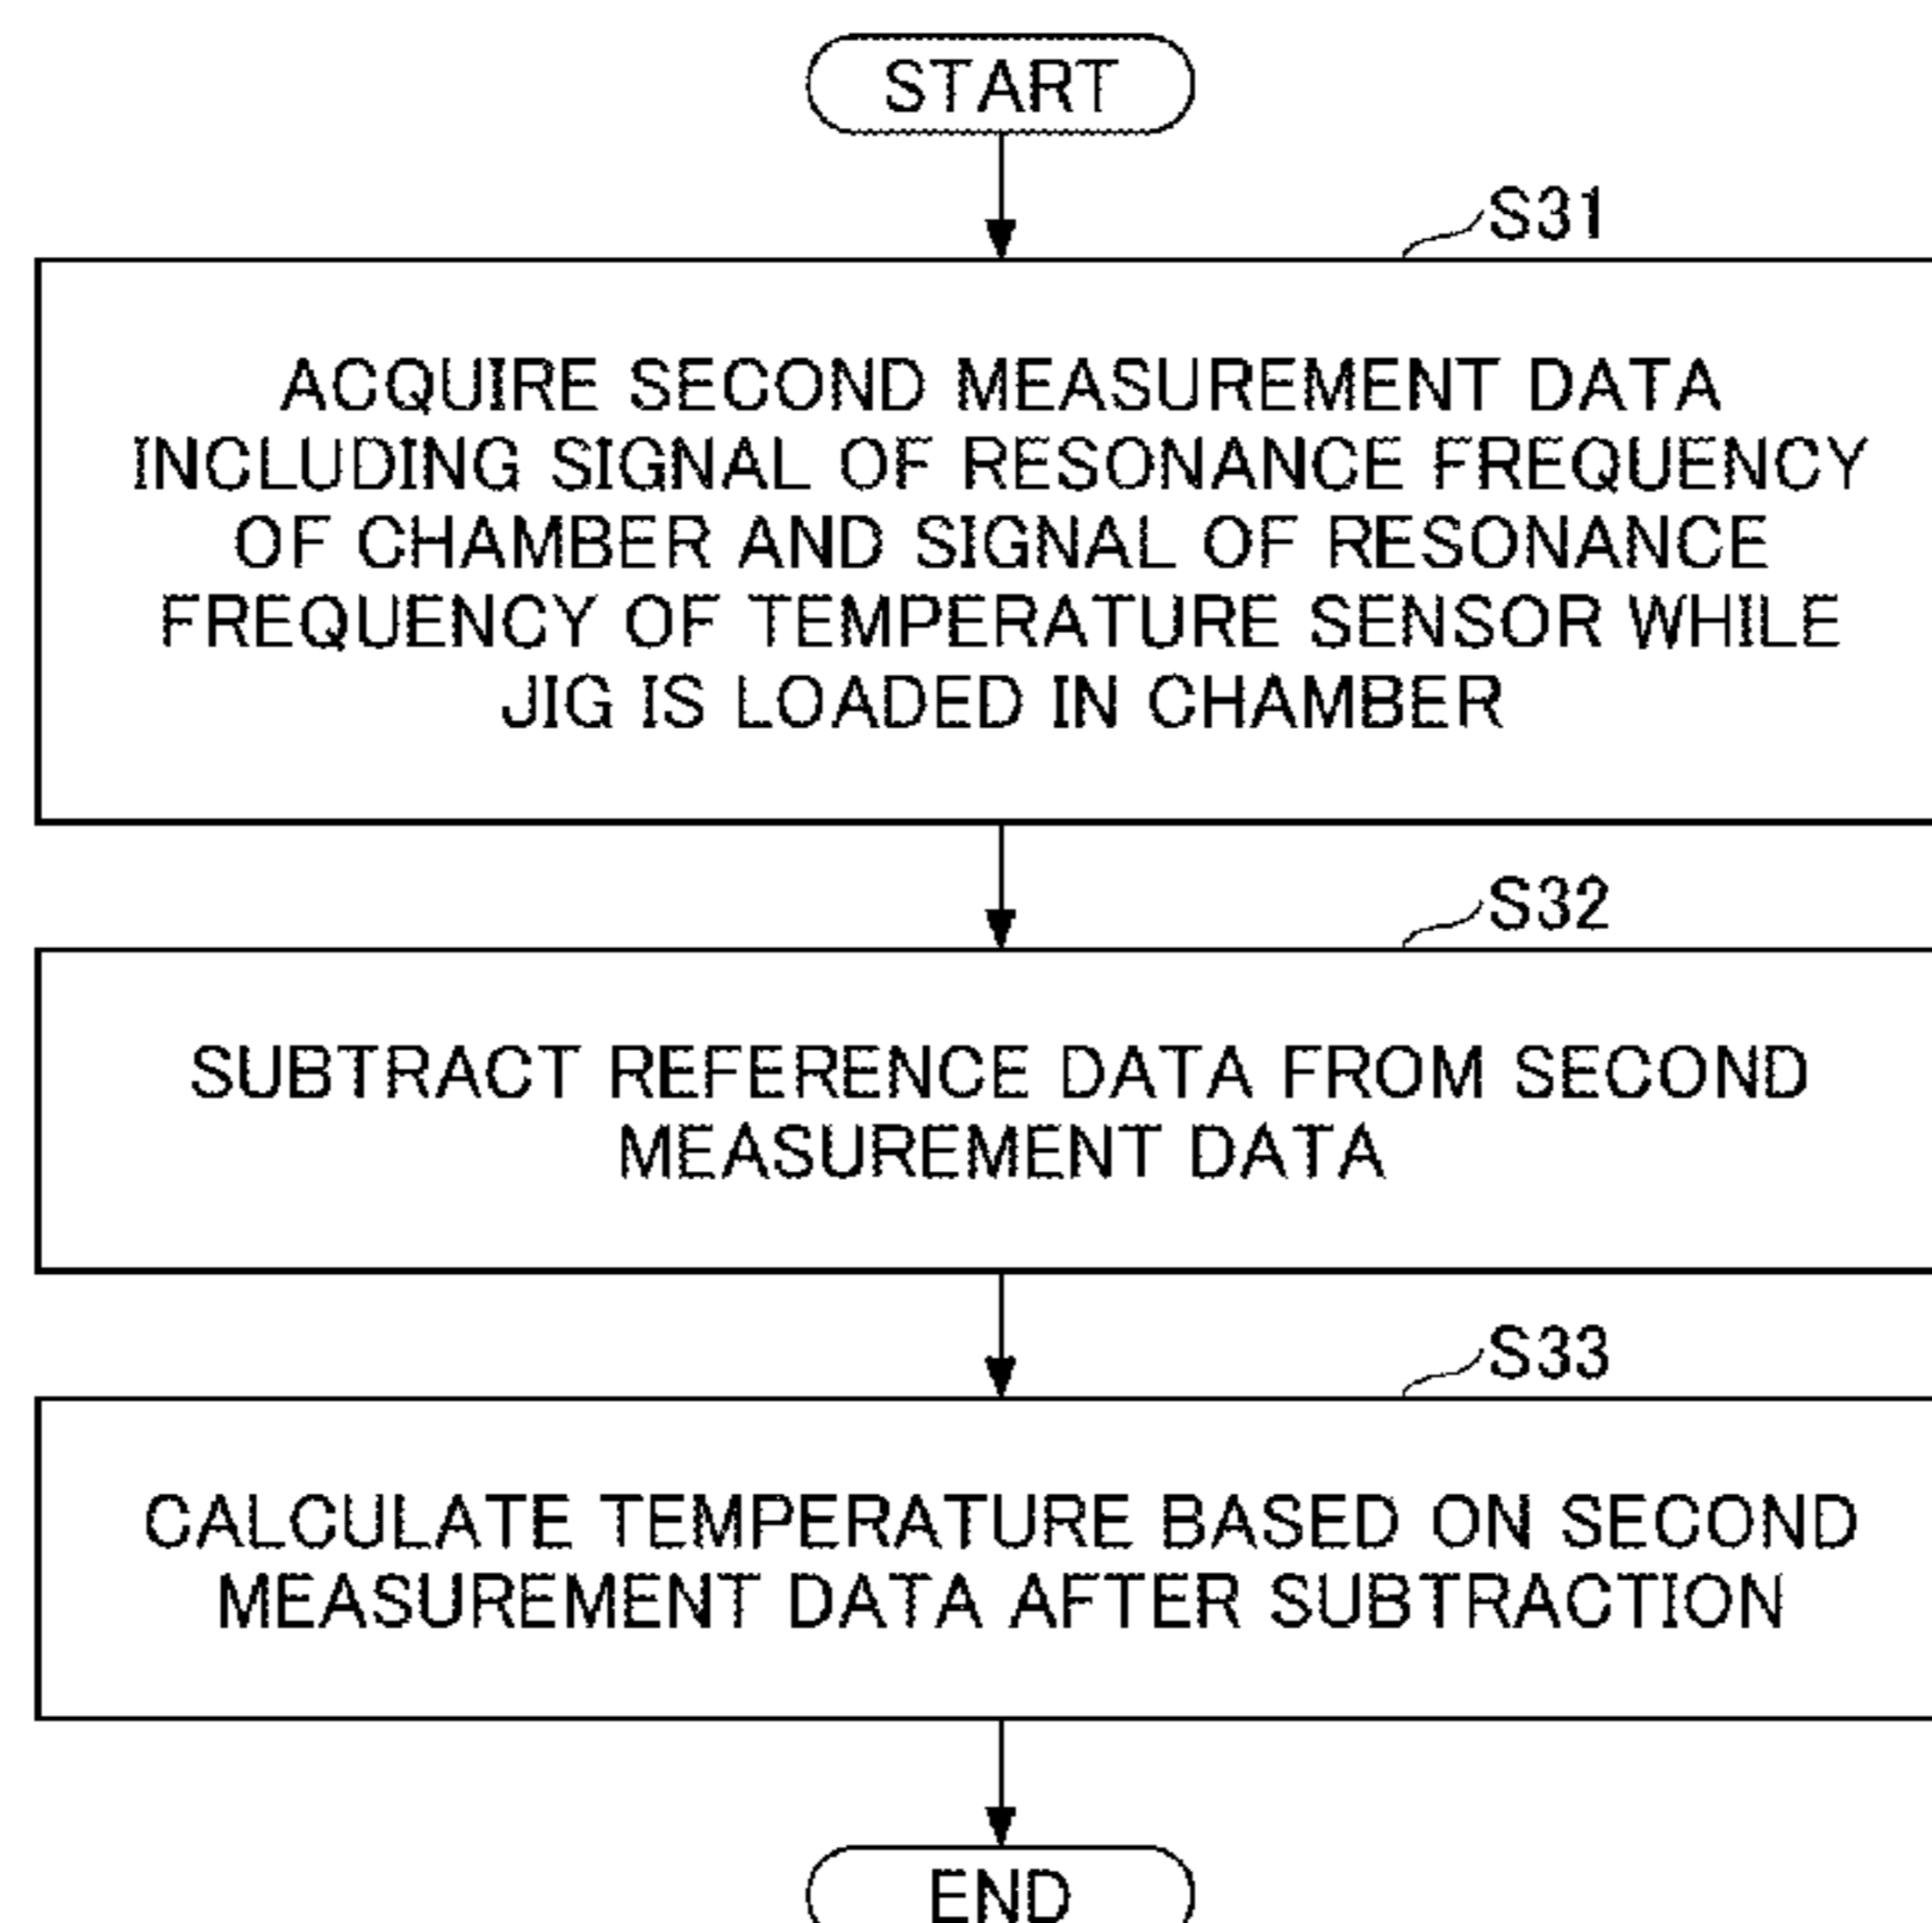 START
S31
ACQUIRE SECOND MEASUREMENT DATA
INCLUDING SIGNAL OF RESONANCE FREQUENCY
OF CHAMBER AND SIGNAL OF RESONANCE
FREQUENCY OF TEMPERATURE SENSOR WHILE
JIG IS LOADED IN CHAMBER
S32
SUBTRACT REFERENCE DATA FROM SECOND
MEASUREMENT DATA
S33
CALCULATE TEMPERATURE BASED ON SECOND
MEASUREMENT DATA AFTER SUBTRACTION
END